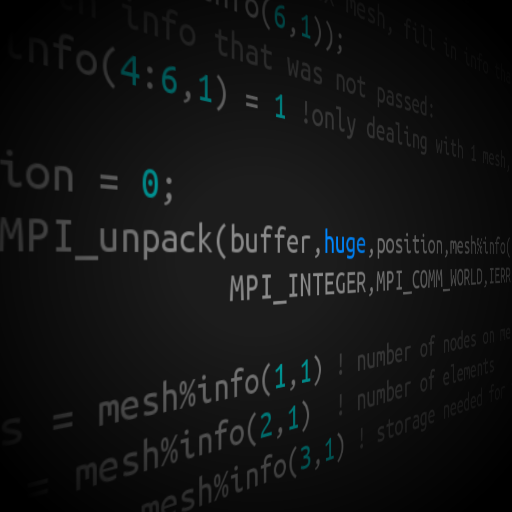 nfo(6,1)); mesh, fill in info
info that was not passed:
info(4:6,1) = 1 !only dealing with 1 mesh,
ion = 0;
MPI_unpack(buffer,huge,position,mesh%info(
MPI_INTEGER,MPI_COMM_WORLD,IERR
s = mesh%info(1,1) ! number of nodes on me
= mesh%info(2,1) ! number of elements
mesh%info(3,1) ! storage needed for